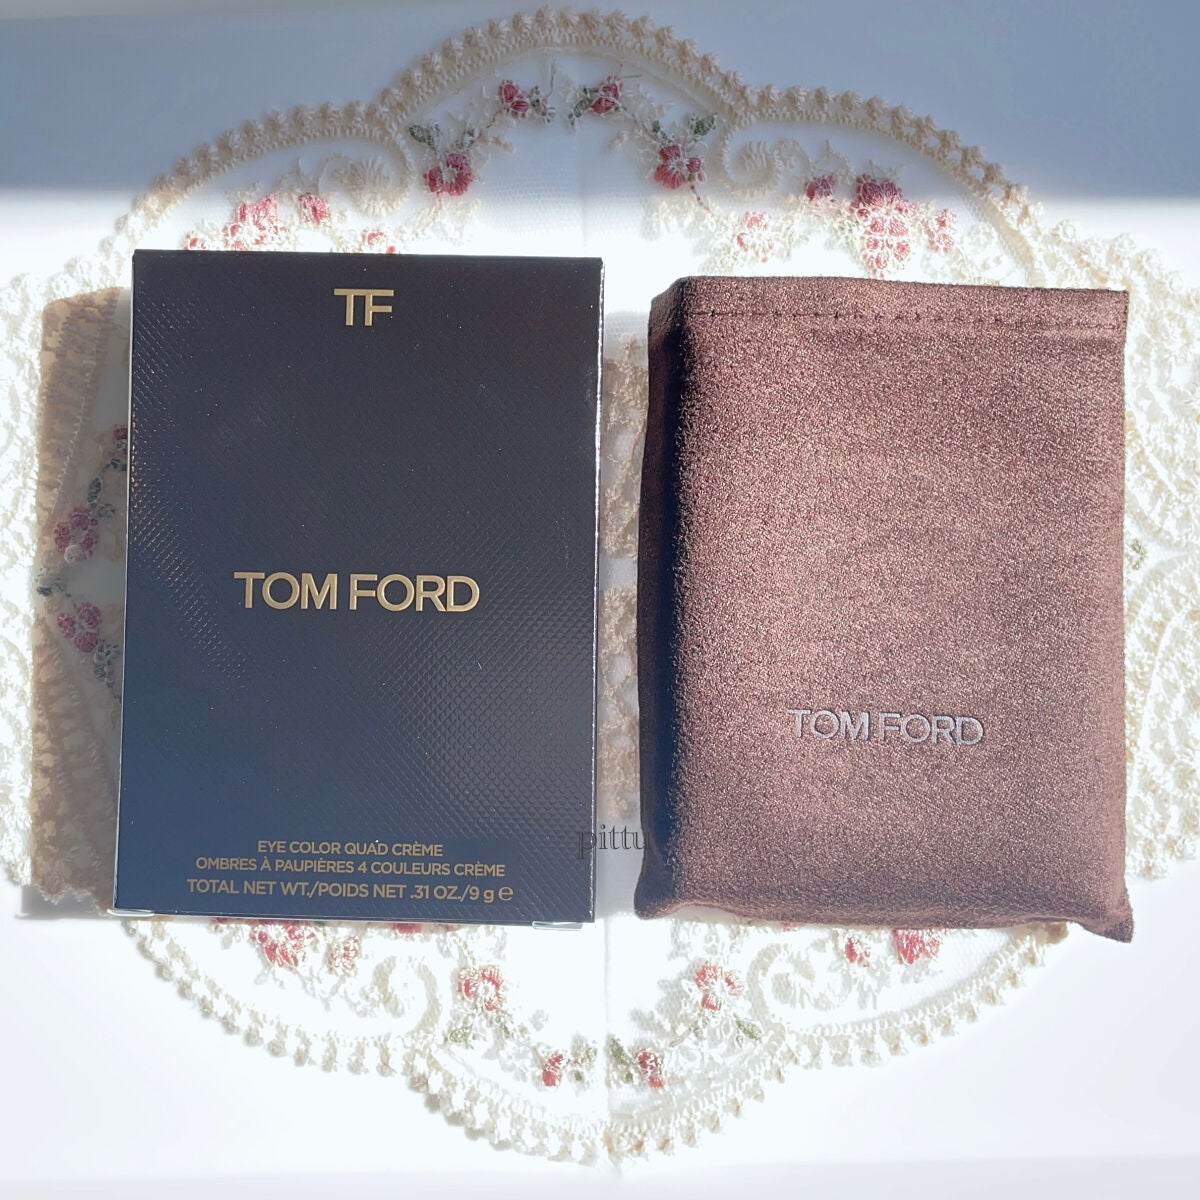 TF
TOM FORD
EYE COLOR QUAD CRÈME
OMBRES À PAUPIÈRES 4 COULEURS CRÈME
TOTAL NET WT./POIDS NET .31 OZ./9 g ℮
TOM FORD
pittu